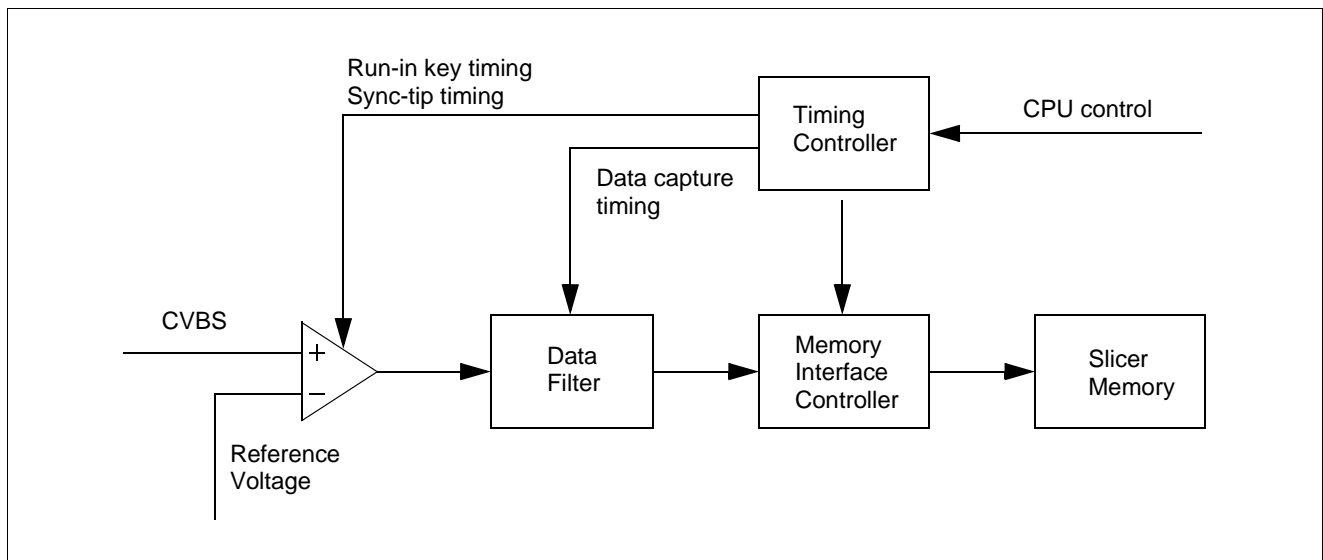 Run-in key timing
Sync-tip timing
Timing
Controller
CPU control
Data capture
timing
CVBS
+
−
Data
Filter
Memory
Interface
Controller
Slicer
Memory
Reference
Voltage